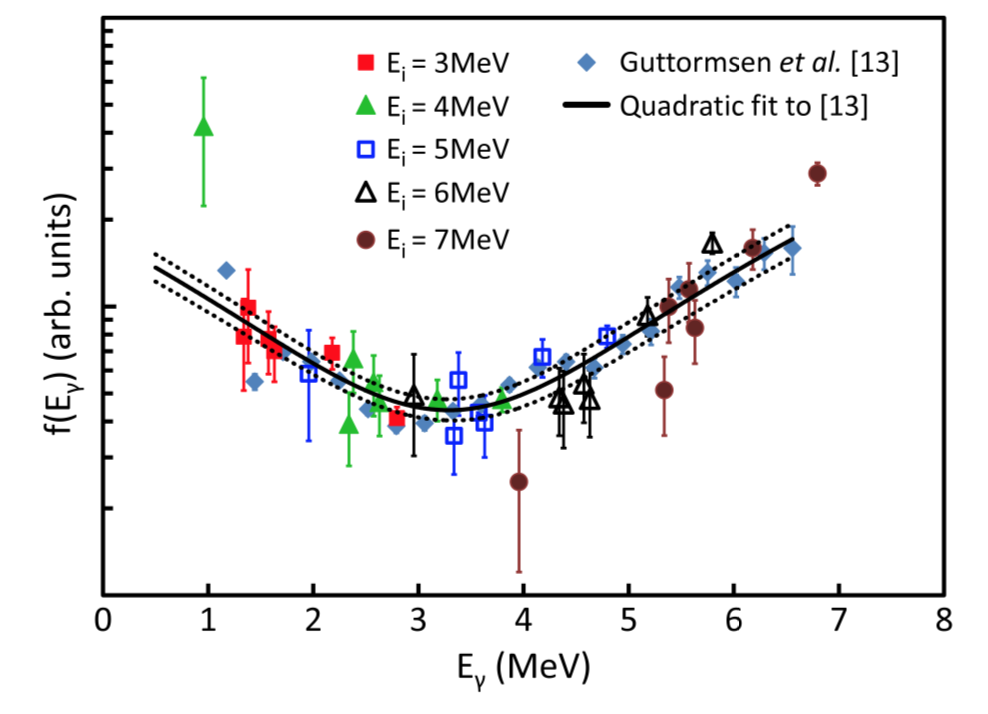 E_i = 3MeV
E_i = 4MeV
E_i = 5MeV
E_i = 6MeV
E_i = 7MeV
Guttormsen et al. [13]
Quadratic fit to [13]
f(E_γ) (arb. units)
0 1 2 3 4 5 6 7 8
E_γ (MeV)